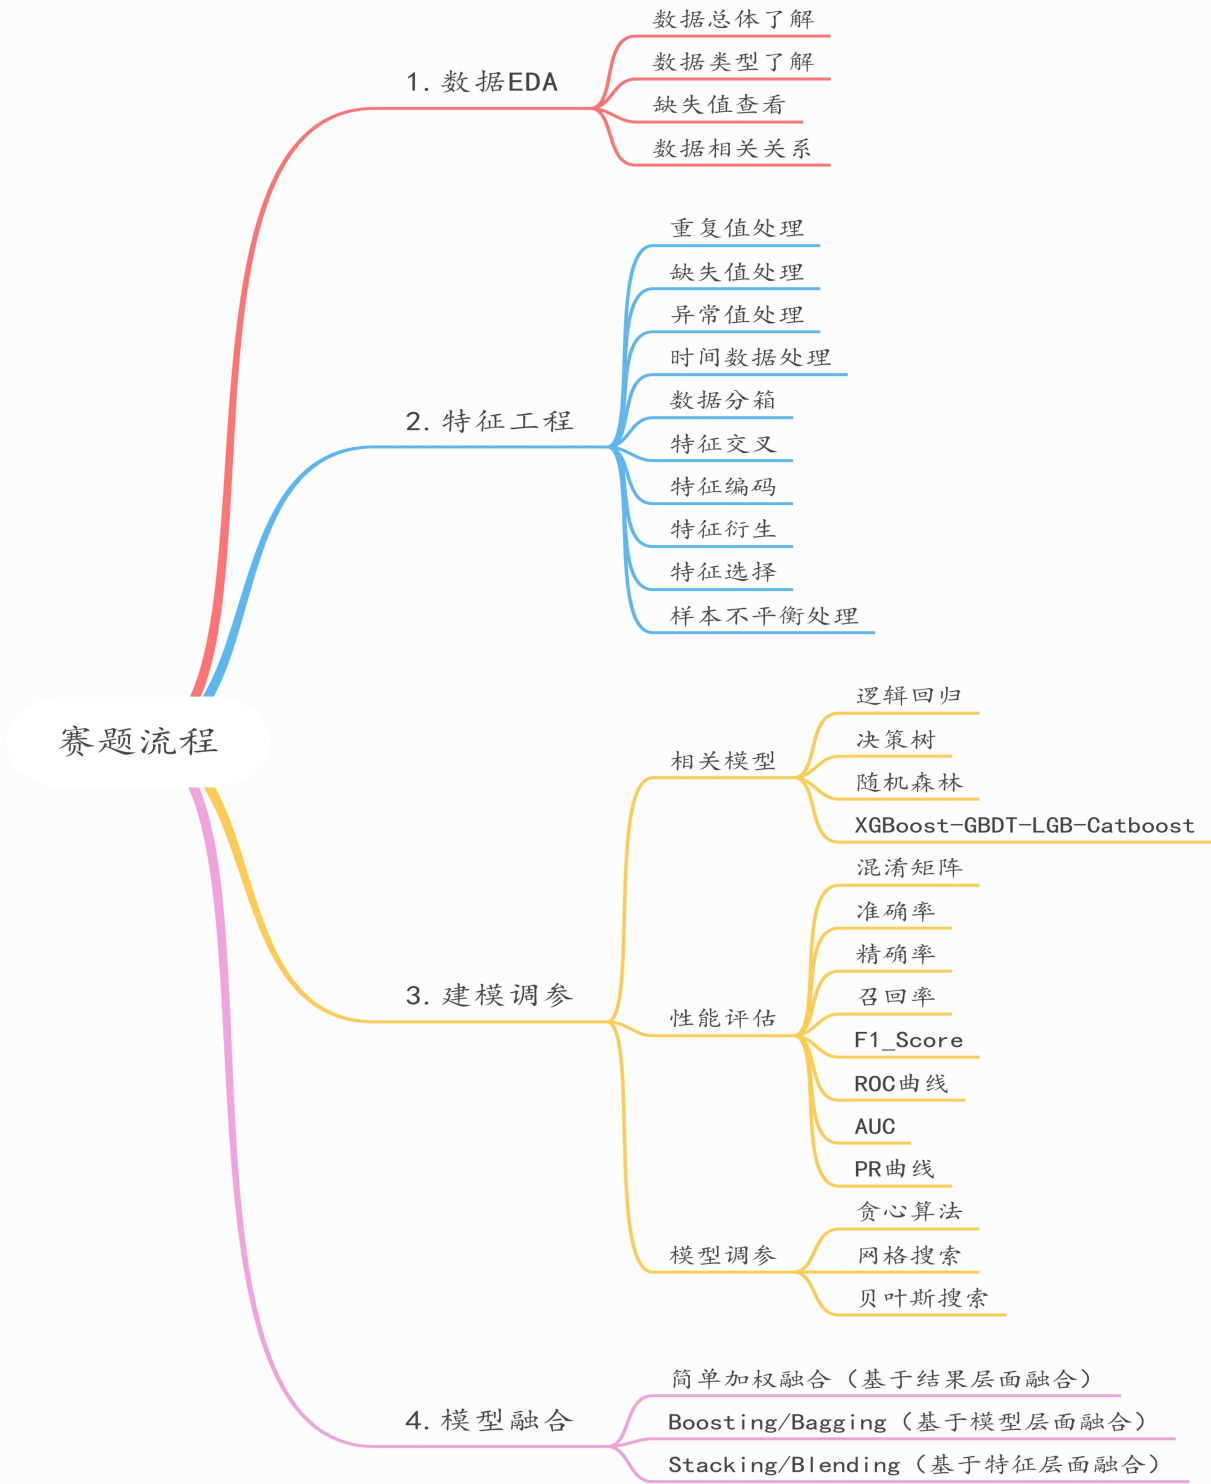 赛题流程
1. 数据EDA
数据总体了解
数据类型了解
缺失值查看
数据相关关系
2. 特征工程
重复值处理
缺失值处理
异常值处理
时间数据处理
数据分箱
特征交叉
特征编码
特征衍生
特征选择
样本不平衡处理
3. 建模调参
相关模型
逻辑回归
决策树
随机森林
XGBoost-GBDT-LGB-Catboost
性能评估
混淆矩阵
准确率
精确率
召回率
F1_Score
ROC曲线
AUC
PR曲线
模型调参
贪心算法
网格搜索
贝叶斯搜索
4. 模型融合
简单加权融合（基于结果层面融合）
Boosting/Bagging（基于模型层面融合）
Stacking/Blending（基于特征层面融合）